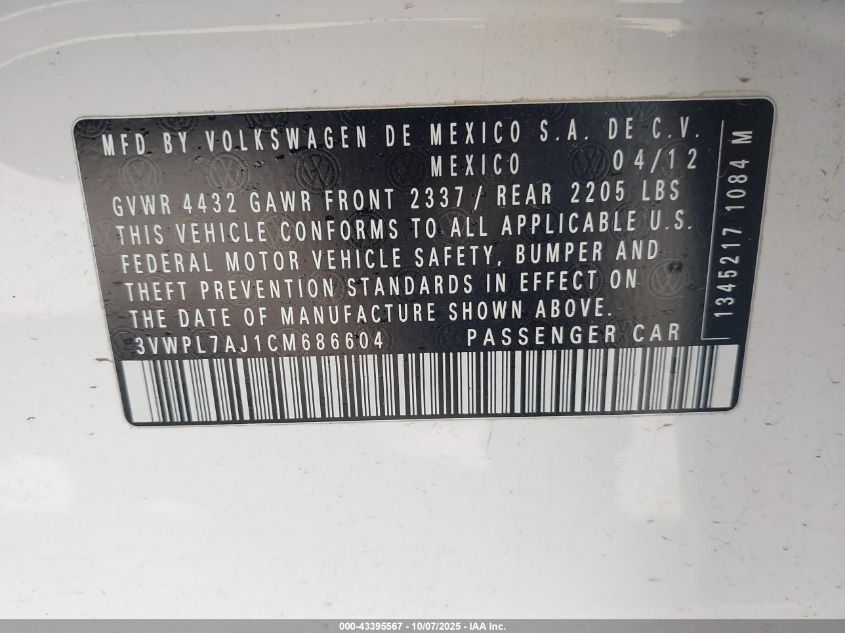 MFD BY VOLKSWAGEN DE MEXICO S.A. DE C.V.
MEXICO 04/12
GVWR 4432 GAWR FRONT 2337/ REAR 2205 LBS
THIS VEHICLE CONFORMS TO ALL APPLICABLE U.S.
FEDERAL MOTOR VEHICLE SAFETY, BUMPER AND
THEFT PREVENTION STANDARDS IN EFFECT ON
THE DATE OF MANUFACTURE SHOWN ABOVE.
3VWPL7AJ1CM686604 PASSENGER CAR
1345217 1084 M
000-43395567 - 10/07/2025 - IAA Inc.